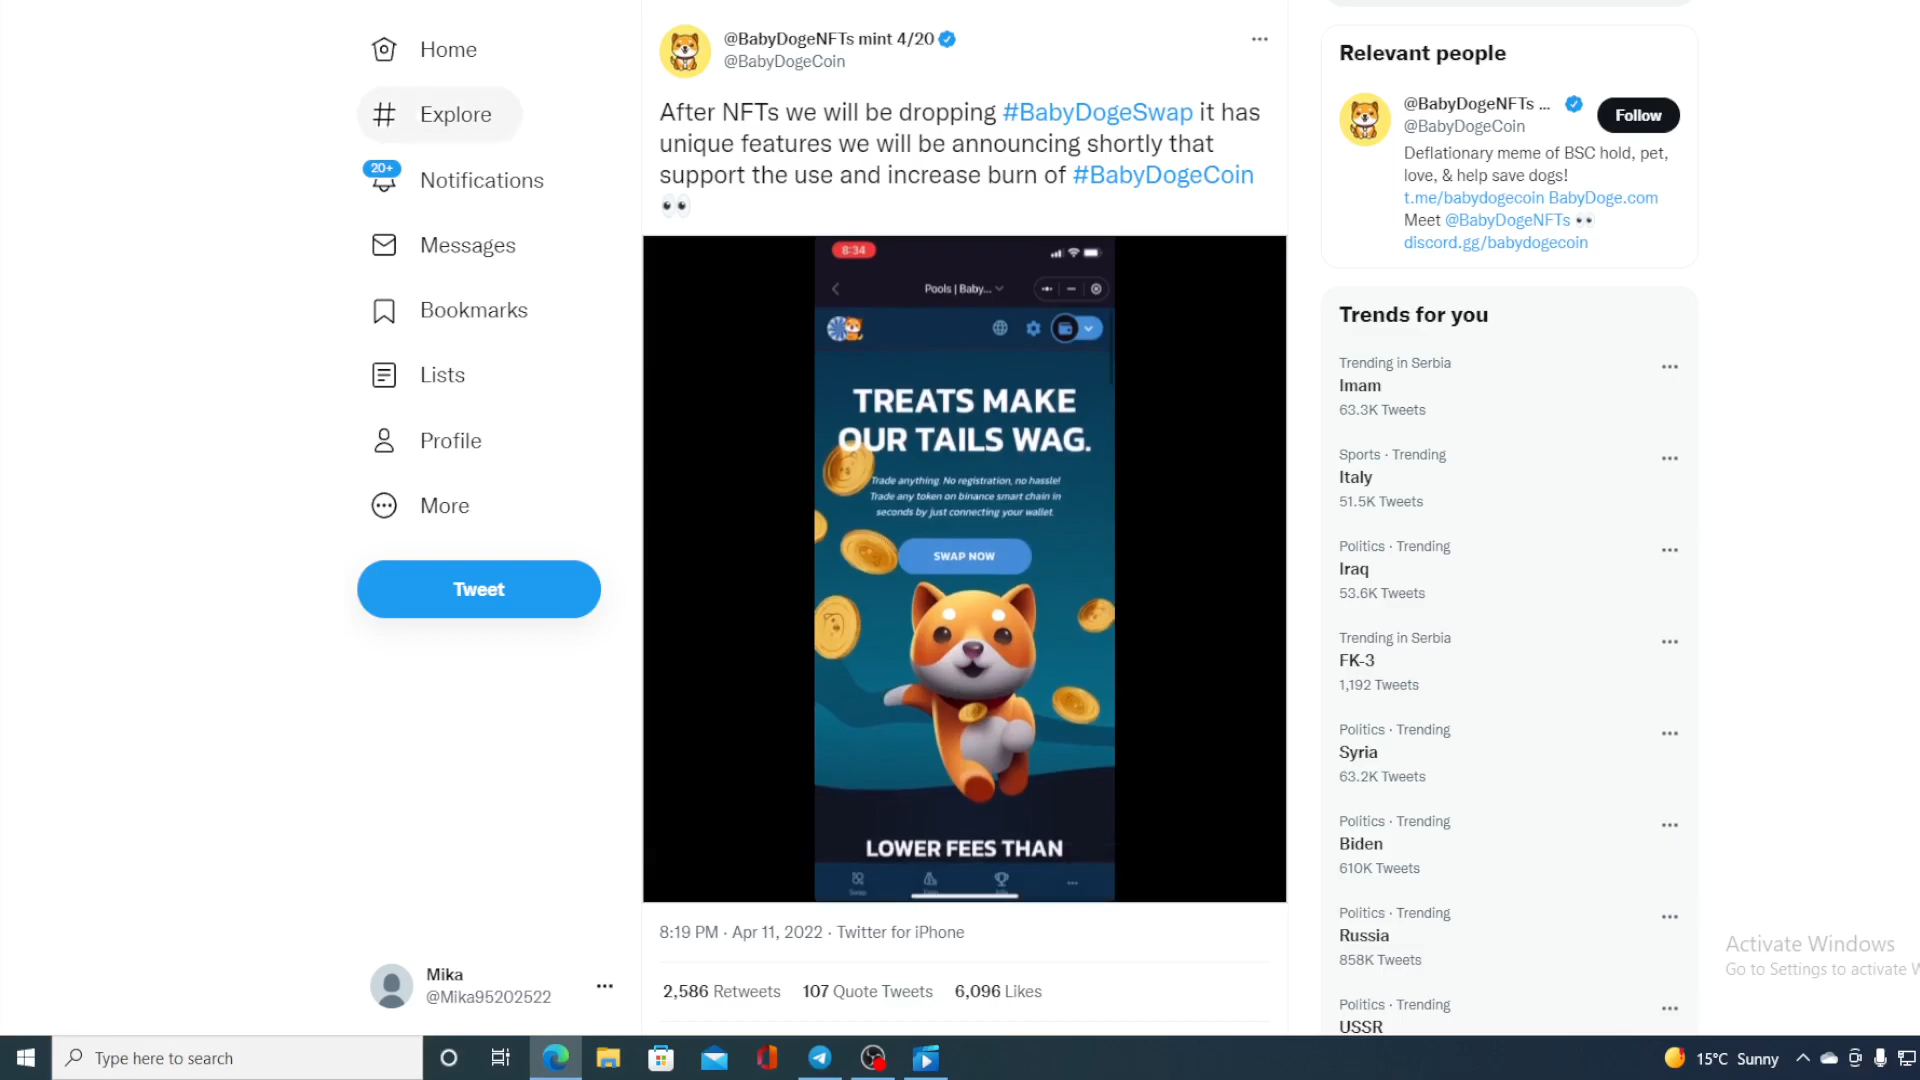 Home
Explore
20+
Notifications
Messages
Bookmarks
Lists
Profile
More
Tweet
Mika
@Mika95202522
@BabyDogeNFTs mint 4/20
@BabyDogeCoin
After NFTs we will be dropping #BabyDogeSwap it has
unique features we will be announcing shortly that
support the use and increase burn of #BabyDogeCoin
8:34
Pools | Baby...
TREATS MAKE
OUR TAILS WAG.
Trade anything. No registration, no hassle!
Trade any token on binance smart chain in
seconds by just connecting your wallet.
SWAP NOW
LOWER FEES THAN
Swap
8:19 PM · Apr 11, 2022 · Twitter for iPhone
2,586 Retweets 107 Quote Tweets 6,096 Likes
Relevant people
@BabyDogeNFTs ...
@BabyDogeCoin
Follow
Deflationary meme of BSC hold, pet,
love, & help save dogs!
t.me/babydogecoin BabyDoge.com
Meet @BabyDogeNFTs
discord.gg/babydogecoin
Trends for you
Trending in Serbia
Imam
63.3K Tweets
Sports · Trending
Italy
51.5K Tweets
Politics · Trending
Iraq
53.6K Tweets
Trending in Serbia
FK-3
1,192 Tweets
Politics · Trending
Syria
63.2K Tweets
Politics · Trending
Biden
610K Tweets
Politics · Trending
Russia
858K Tweets
Politics · Trending
USSR
Activate Windows
Go to Settings to activate W
Type here to search
15°C Sunny